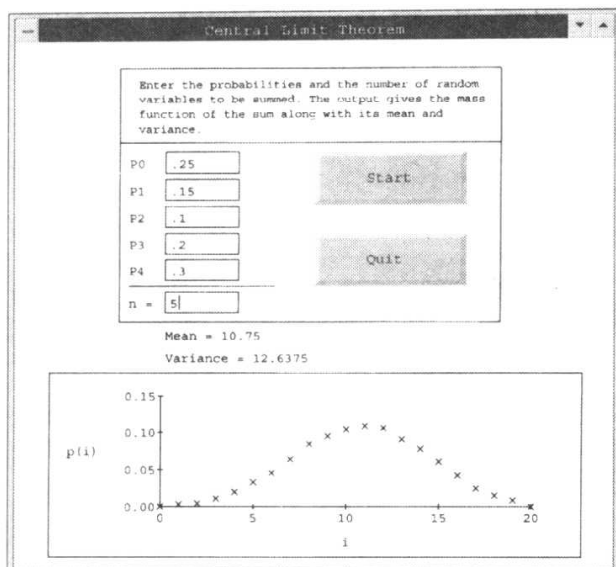 Central Limit Theorem
Enter the probabilities and the number of random
variables to be summed. The output gives the mass
function of the sum along with its mean and
variance.
P0 .25
P1 .15
P2 .1
P3 .2
P4 .3
n = 5
Start
Quit
Mean = 10.75
Variance = 12.6375
0.15
0.10
p(i)
0.05
0.00
0 5 10 15 20
i